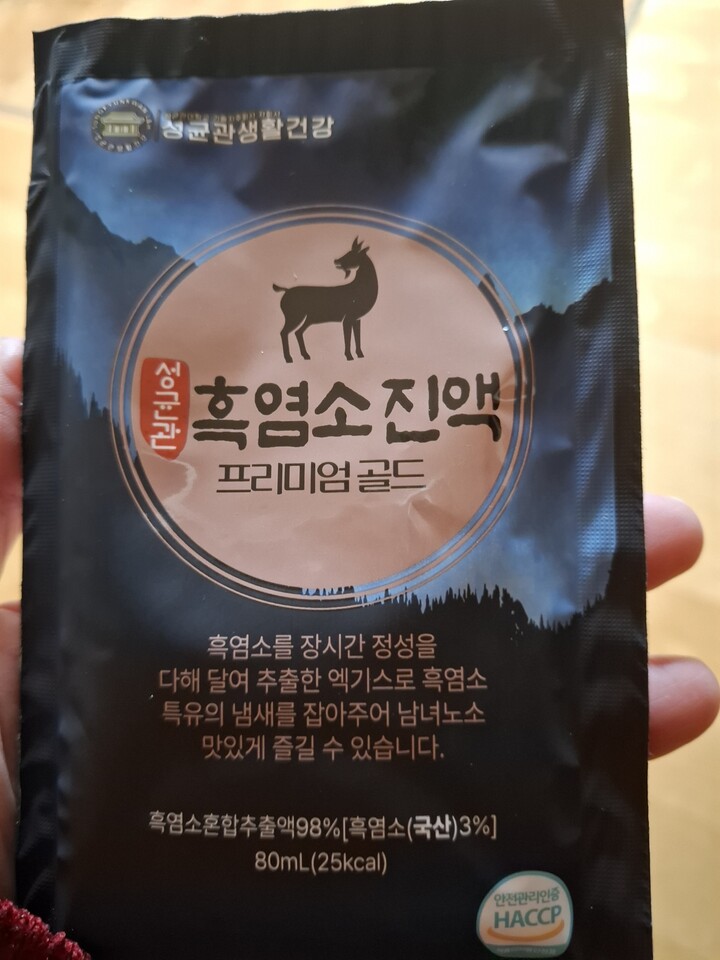 성균관생활건강
성균관
흑염소 진액
프리미엄 골드
흑염소를 장시간 정성을
다해 달여 추출한 엑기스로 흑염소
특유의 냄새를 잡아주어 남녀노소
맛있게 즐길 수 있습니다.
흑염소혼합추출액98%[흑염소(국산)3%]
80mL(25kcal)
안전관리인증
HACCP